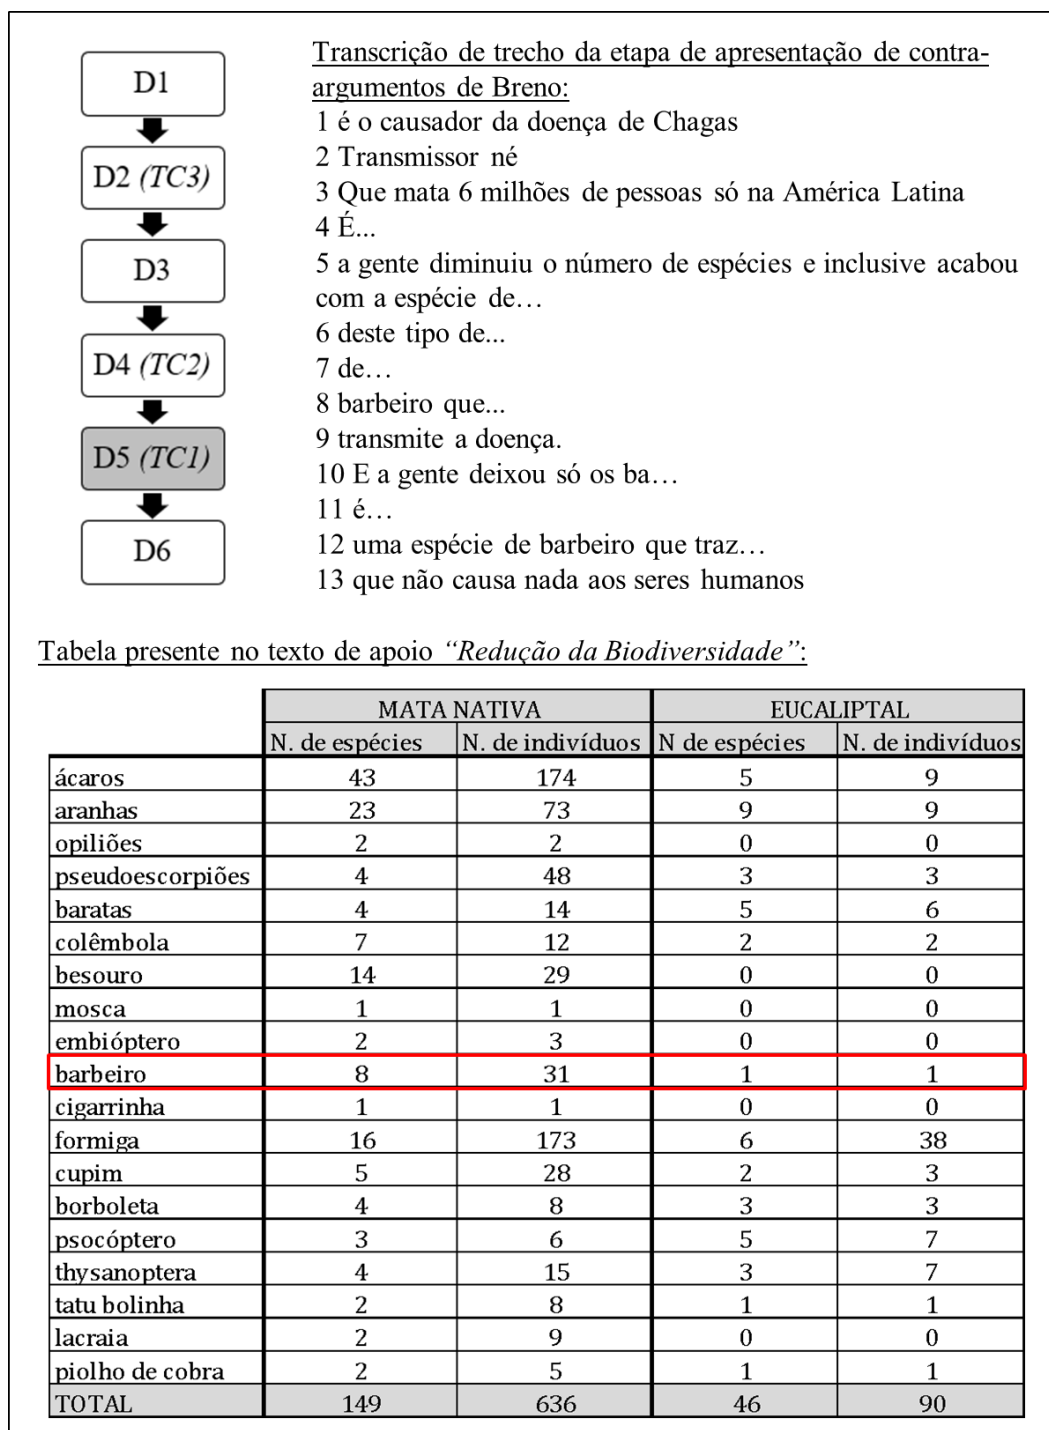 D1
D2 (TC3)
D3
D4 (TC2)
D5 (TC1)
D6
Transcrição de trecho da etapa de apresentação de contra-
argumentos de Breno:
1 é o causador da doença de Chagas
2 Transmissor né
3 Que mata 6 milhões de pessoas só na América Latina
4 É...
5 a gente diminuiu o número de espécies e inclusive acabou
com a espécie de…
6 deste tipo de...
7 de…
8 barbeiro que...
9 transmite a doença.
10 E a gente deixou só os ba…
11 é…
12 uma espécie de barbeiro que traz…
13 que não causa nada aos seres humanos
Tabela presente no texto de apoio “Redução da Biodiversidade”:
MATA NATIVA EUCALIPTAL
N. de espécies N. de indivíduos N de espécies N. de indivíduos
ácaros 43 174 5 9
aranhas 23 73 9 9
opiliões 2 2 0 0
pseudoescorpiões 4 48 3 3
baratas 4 14 5 6
colêmbola 7 12 2 2
besouro 14 29 0 0
mosca 1 1 0 0
embióptero 2 3 0 0
barbeiro 8 31 1 1
cigarrinha 1 1 0 0
formiga 16 173 6 38
cupim 5 28 2 3
borboleta 4 8 3 3
psocóptero 3 6 5 7
thysanoptera 4 15 3 7
tatu bolinha 2 8 1 1
lacraia 2 9 0 0
piolho de cobra 2 5 1 1
TOTAL 149 636 46 90